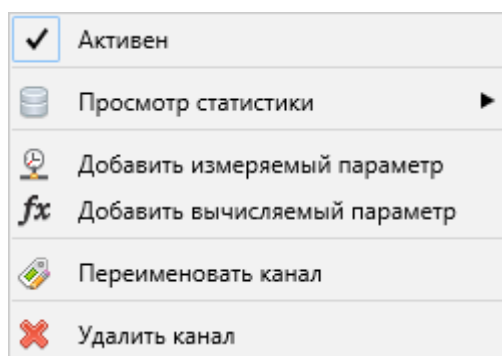 Активен
Просмотр статистики
Добавить измеряемый параметр
fx Добавить вычисляемый параметр
Переименовать канал
Удалить канал